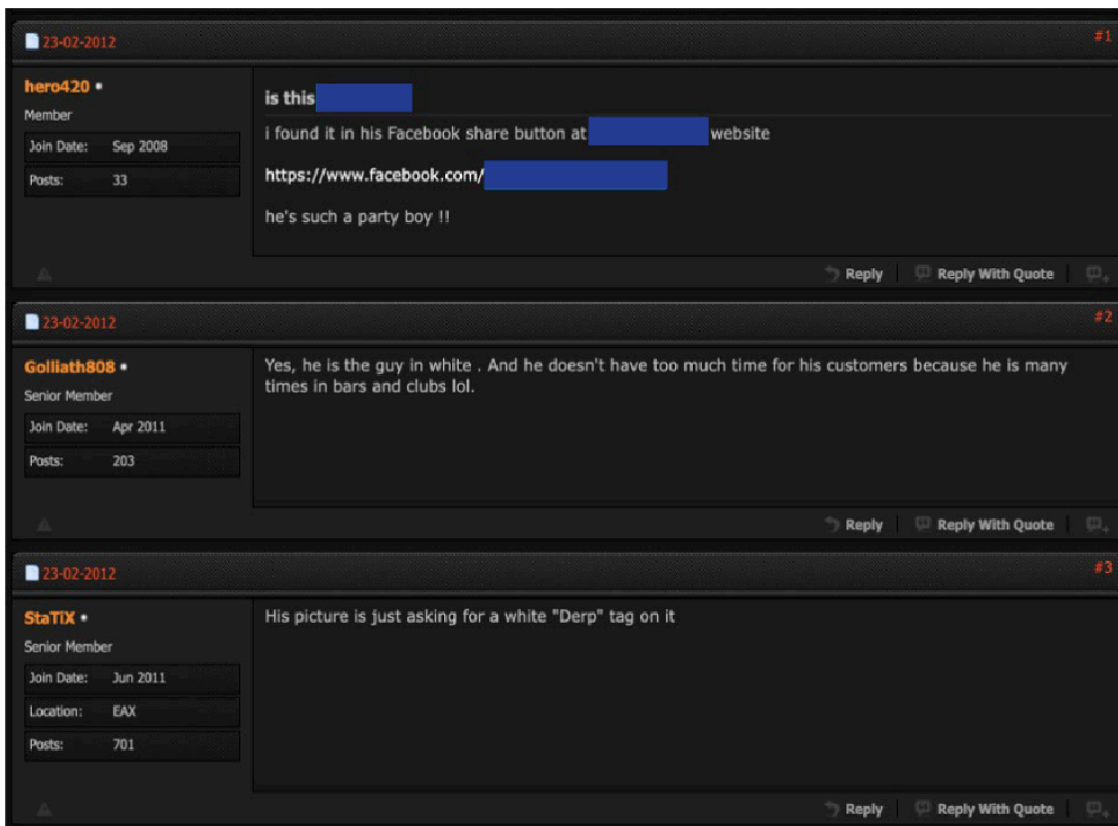 23-02-2012 #1
hero420
Member
Join Date: Sep 2008
Posts: 33
is this
i found it in his Facebook share button at website
https://www.facebook.com/
he's such a party boy !!
Reply Reply With Quote
23-02-2012 #2
Golliath808
Senior Member
Join Date: Apr 2011
Posts: 203
Yes, he is the guy in white . And he doesn't have too much time for his customers because he is many
times in bars and clubs lol.
Reply Reply With Quote
23-02-2012 #3
StaTiX
Senior Member
Join Date: Jun 2011
Location: EAX
Posts: 701
His picture is just asking for a white "Derp" tag on it
Reply Reply With Quote